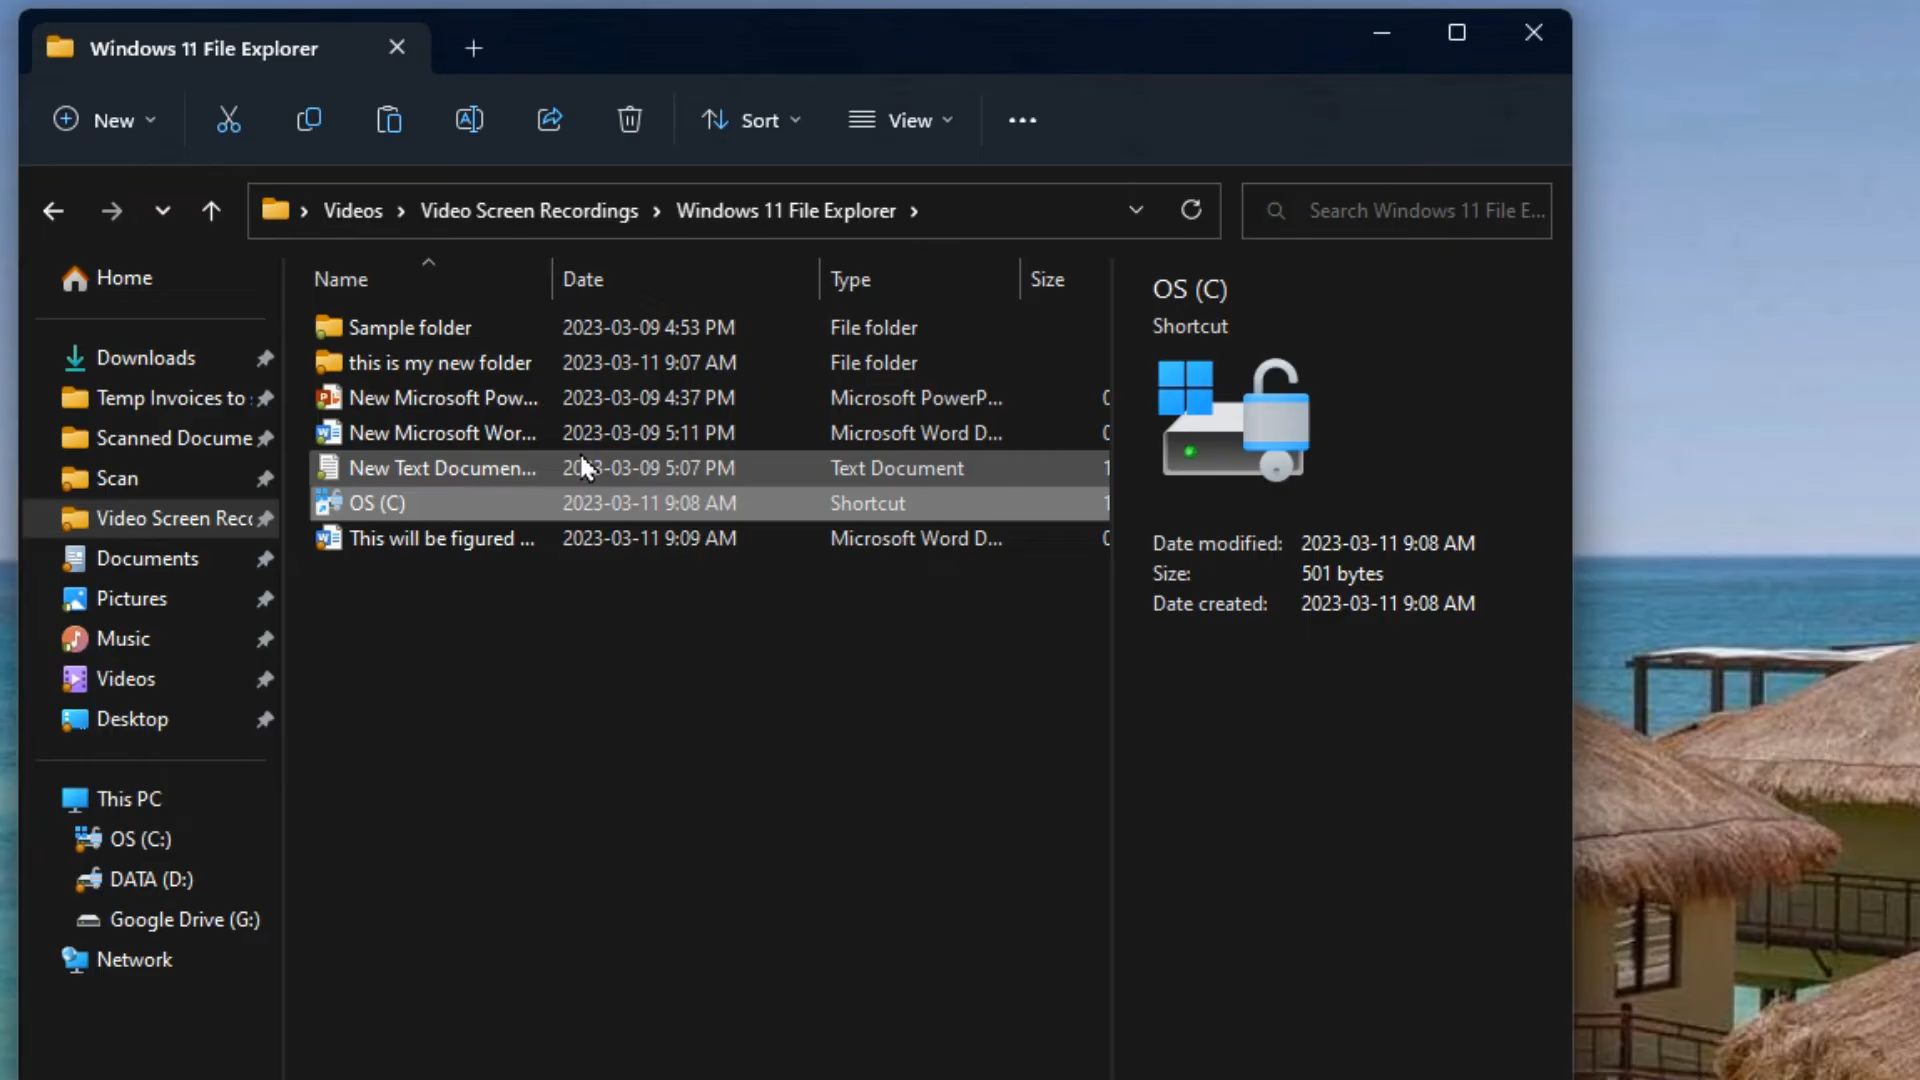 Windows 11 File Explorer
New
Sort
View
Videos
Video Screen Recordings
Windows 11 File Explorer
Search Windows 11 File E...
Home
Downloads
Temp Invoices to
Scanned Docume
Scan
Video Screen Rec
Documents
Pictures
Music
Videos
Desktop
This PC
OS (C:)
DATA (D:)
Google Drive (G:)
Network
Name Date Type Size
Sample folder 2023-03-09 4:53 PM File folder
this is my new folder 2023-03-11 9:07 AM File folder
New Microsoft Pow... 2023-03-09 4:37 PM Microsoft PowerP... 0
New Microsoft Wor... 2023-03-09 5:11 PM Microsoft Word D... 0
New Text Documen... 2023-03-09 5:07 PM Text Document 1
OS (C) 2023-03-11 9:08 AM Shortcut 1
This will be figured ... 2023-03-11 9:09 AM Microsoft Word D... 0
OS (C)
Shortcut
Date modified: 2023-03-11 9:08 AM
Size: 501 bytes
Date created: 2023-03-11 9:08 AM